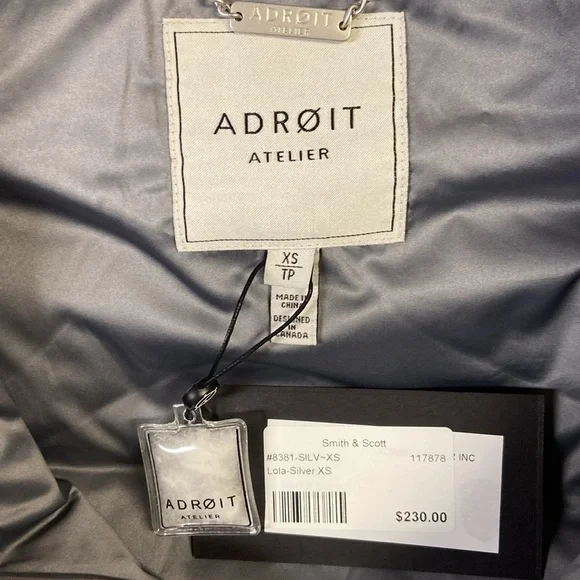 ADRØIT
ATELIER
ADRØIT
ATELIER
XS
TP
MADE IN
CHINA
DESIGNED
IN
CANADA
Smith & Scott
#8381-SILV~XS 117878 INC
Lola-Silver XS
$230.00
ADRØIT
ATELIER